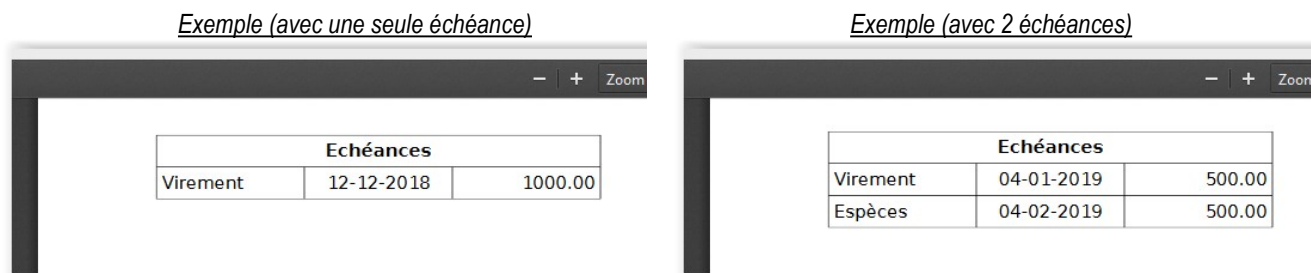 Exemple (avec une seule échéance)
− + Zoom
Echéances
Virement 12-12-2018 1000.00
Exemple (avec 2 échéances)
− + Zoom
Echéances
Virement 04-01-2019 500.00
Espèces 04-02-2019 500.00